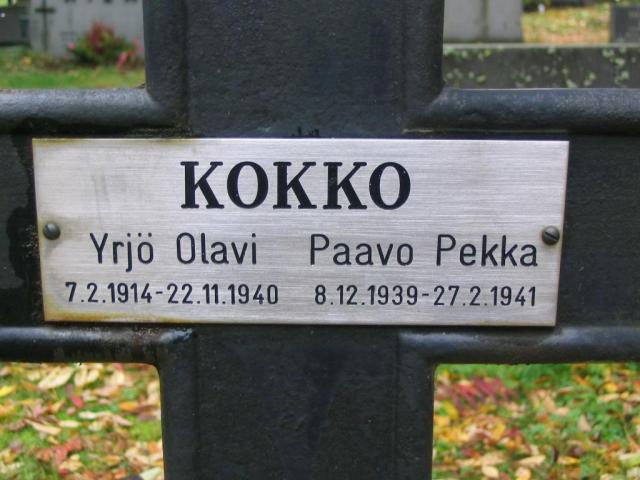 KOKKO
Yrjö Olavi Paavo Pekka
7.2.1914-22.11.1940 8.12.1939-27.2.1941